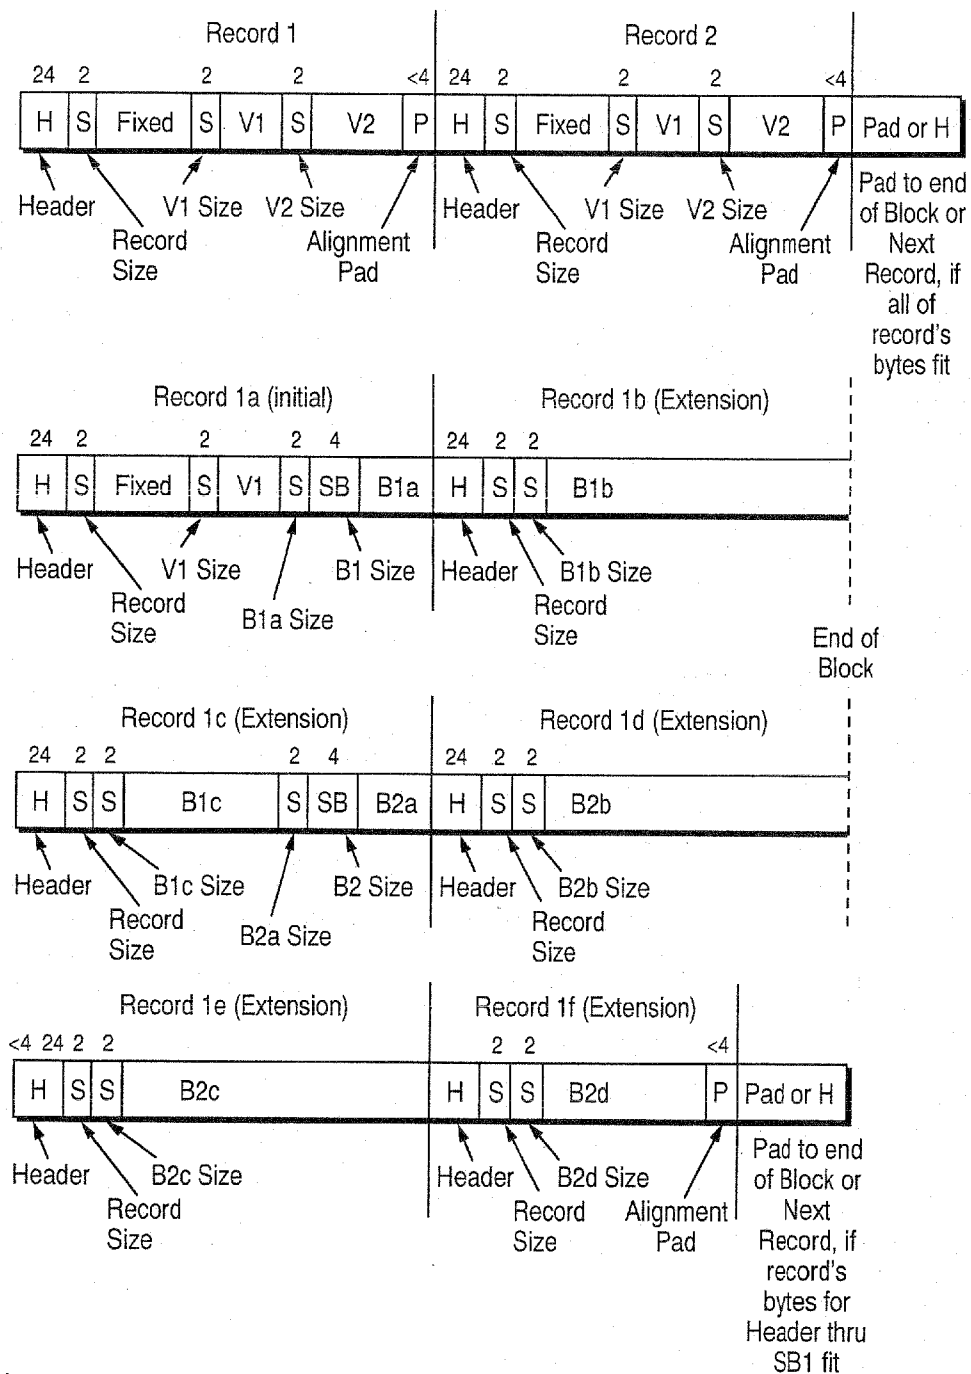 Record 1 Record 2
24 2 2 2 <4 24 2 2 2 <4
H S Fixed S V1 S V2 P H S Fixed S V1 S V2 P Pad or H
Header V1 Size V2 Size Header V1 Size V2 Size Pad to end
of Block or
Record Alignment Record Alignment Next
Size Pad Size Pad Record, if
all of
record's
bytes fit
Record 1a (initial) Record 1b (Extension)
24 2 2 2 4 24 2 2
H S Fixed S V1 S SB B1a H S S B1b
Header V1 Size B1 Size Header B1b Size
Record B1a Size Record
Size Size
End of
Block
Record 1c (Extension) Record 1d (Extension)
24 2 2 2 4 24 2 2
H S S B1c S SB B2a H S S B2b
Header B1c Size B2 Size Header B2b Size
Record B2a Size Record
Size Size
Record 1e (Extension) Record 1f (Extension)
<4 24 2 2 2 2 <4
H S S B2c H S S B2d P Pad or H
Header B2c Size Header B2d Size Pad to end
of Block or
Record Record Alignment Next
Size Size Pad Record, if
record's
bytes for
Header thru
SB1 fit